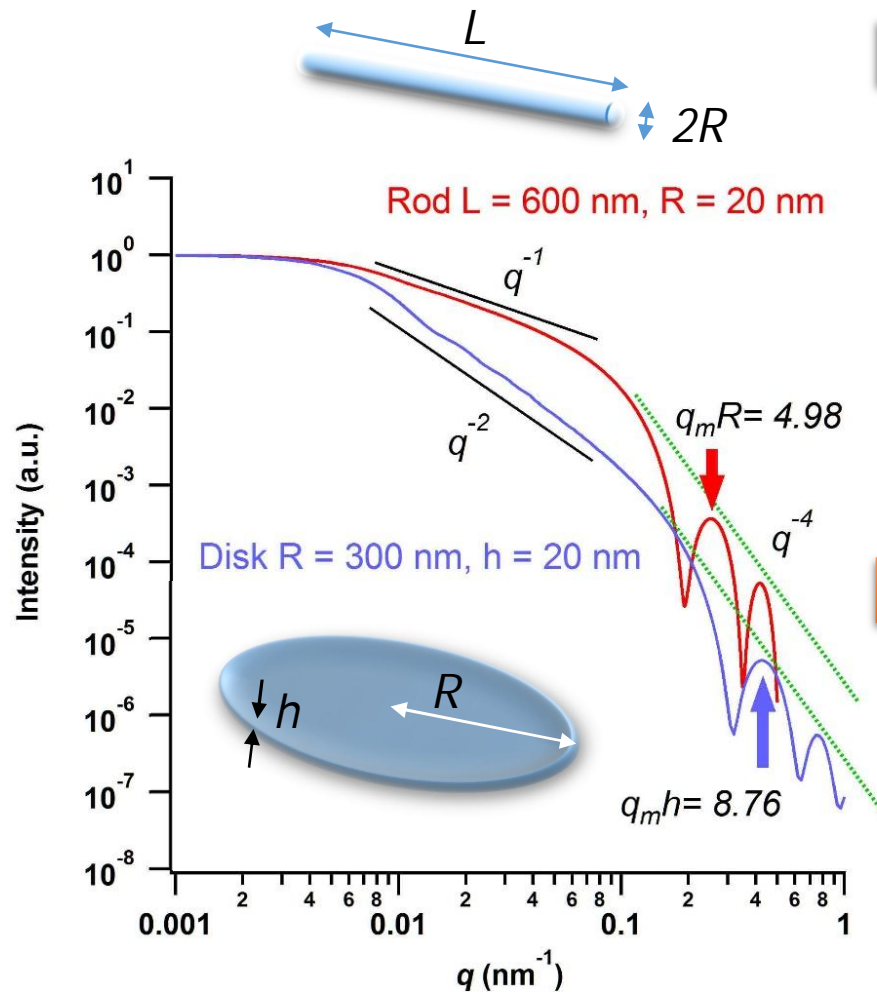 L
2R
Rod L = 600 nm, R = 20 nm
q⁻¹
q⁻²
qₘR= 4.98
q⁻⁴
Disk R = 300 nm, h = 20 nm
R
h
qₘh= 8.76
Intensity (a.u.)
10¹
10⁰
10⁻¹
10⁻²
10⁻³
10⁻⁴
10⁻⁵
10⁻⁶
10⁻⁷
10⁻⁸
2 4 6 8 2 4 6 8 2 4 6 8
0.001 0.01 0.1 1
q (nm⁻¹)